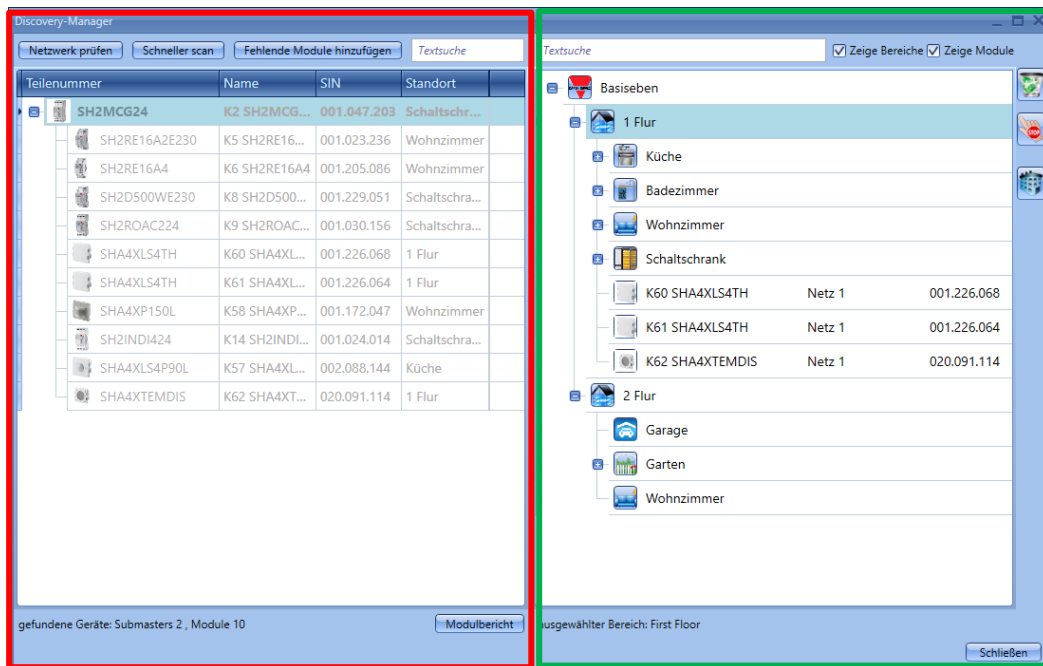 Discovery-Manager
Netzwerk prüfen Schneller scan Fehlende Module hinzufügen Textsuche
Teilenummer Name SIN Standort
SH2MCG24 K2 SH2MCG... 001.047.203 Schaltschr...
SH2RE16A2E230 K5 SH2RE16... 001.023.236 Wohnzimmer
SH2RE16A4 K6 SH2RE16A4 001.205.086 Wohnzimmer
SH2D500WE230 K8 SH2D500... 001.229.051 Schaltschra...
SH2ROAC224 K9 SH2ROAC... 001.030.156 Schaltschra...
SHA4XLS4TH K60 SHA4XL... 001.226.068 1 Flur
SHA4XLS4TH K61 SHA4XL... 001.226.064 1 Flur
SHA4XP150L K58 SHA4XP... 001.172.047 Wohnzimmer
SH2INDI424 K14 SH2INDI... 001.024.014 Schaltschra...
SHA4XLS4P90L K57 SHA4XL... 002.088.144 Küche
SHA4XTEMDIS K62 SHA4XT... 020.091.114 1 Flur
gefundene Geräte: Submasters 2 , Module 10 Modulbericht
Textsuche Zeige Bereiche Zeige Module
Basiseben
1 Flur
Küche
Badezimmer
Wohnzimmer
Schaltschrank
K60 SHA4XLS4TH Netz 1 001.226.068
K61 SHA4XLS4TH Netz 1 001.226.064
K62 SHA4XTEMDIS Netz 1 020.091.114
2 Flur
Garage
Garten
Wohnzimmer
ausgewählter Bereich: First Floor
Schließen